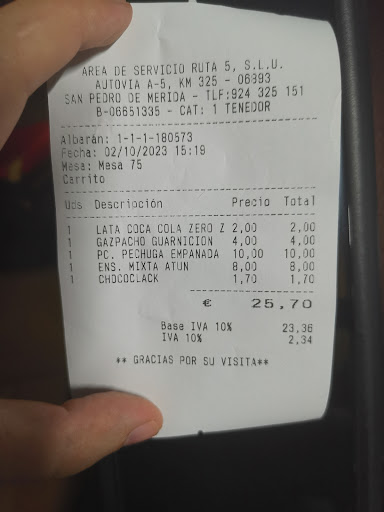 AREA DE SERVICIO RUTA 5, S.L.U.
AUTOVIA A-5, KM 325 - 06893
SAN PEDRO DE MERIDA - TLF:924 325 151
B-06651335 - CAT: 1 TENEDOR
Albarán: 1-1-1-180573
Fecha: 02/10/2023 15:19
Mesa: Mesa 75
Carrito
Uds Descripción Precio Total
1 LATA COCA COLA ZERO Z 2,00 2,00
1 GAZPACHO GUARNICION 4,00 4,00
1 PC. PECHUGA EMPANADA 10,00 10,00
1 ENS. MIXTA ATUN 8,00 8,00
1 CHOCOCLACK 1,70 1,70
€ 25,70
Base IVA 10% 23,36
IVA 10% 2,34
** GRACIAS POR SU VISITA**